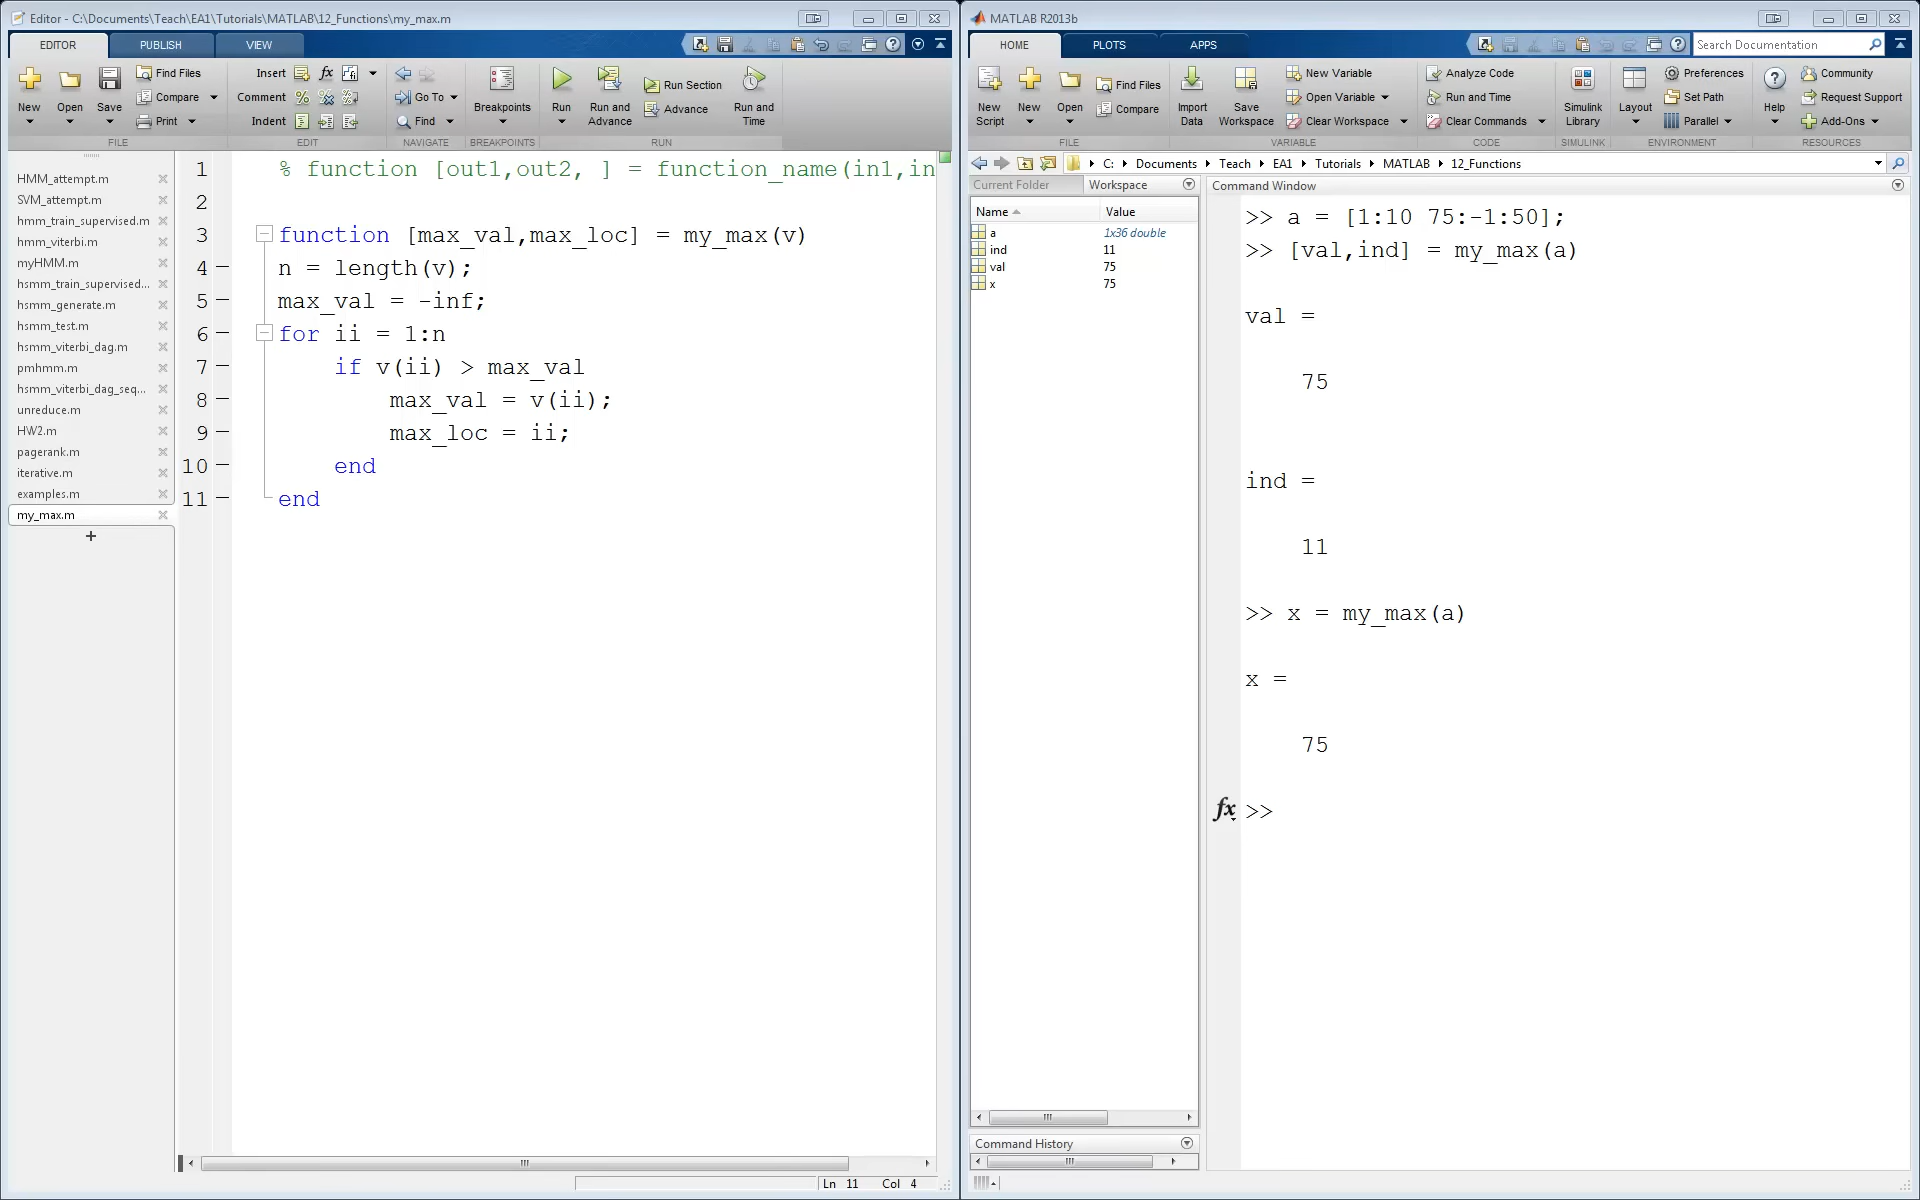 Editor - C:\Documents\Teach\EA1\Tutorials\MATLAB\12_Functions\my_max.m
EDITOR PUBLISH VIEW
New Open Save
Find Files
Compare
Print
FILE
Insert
Comment
Indent
EDIT
Go To
Find
NAVIGATE
Breakpoints
BREAKPOINTS
Run
Run and Advance
Run Section
Advance
Run and Time
RUN
HMM_attempt.m
SVM_attempt.m
hmm_train_supervised.m
hmm_viterbi.m
myHMM.m
hsmm_train_supervised...
hsmm_generate.m
hsmm_test.m
hsmm_viterbi_dag.m
pmhmm.m
hsmm_viterbi_dag_seq...
unreduce.m
HW2.m
pagerank.m
iterative.m
examples.m
my_max.m
1 % function [out1,out2, ] = function_name(in1,in
2
3 function [max_val,max_loc] = my_max(v)
4 n = length(v);
5 max_val = -inf;
6 for ii = 1:n
7 if v(ii) > max_val
8 max_val = v(ii);
9 max_loc = ii;
10 end
11 end
Ln 11 Col 4
MATLAB R2013b
HOME PLOTS APPS
Search Documentation
New Script
New
Open
Find Files
Compare
FILE
Import Data
Save Workspace
New Variable
Open Variable
Clear Workspace
VARIABLE
Analyze Code
Run and Time
Clear Commands
CODE
Simulink Library
SIMULINK
Layout
Preferences
Set Path
Parallel
ENVIRONMENT
Help
Community
Request Support
Add-Ons
RESOURCES
C: Documents Teach EA1 Tutorials MATLAB 12_Functions
Current Folder Workspace
Name Value
a 1x36 double
ind 11
val 75
x 75
Command History
Command Window
>> a = [1:10 75:-1:50];
>> [val,ind] = my_max(a)
val =
75
ind =
11
>> x = my_max(a)
x =
75
fx >>